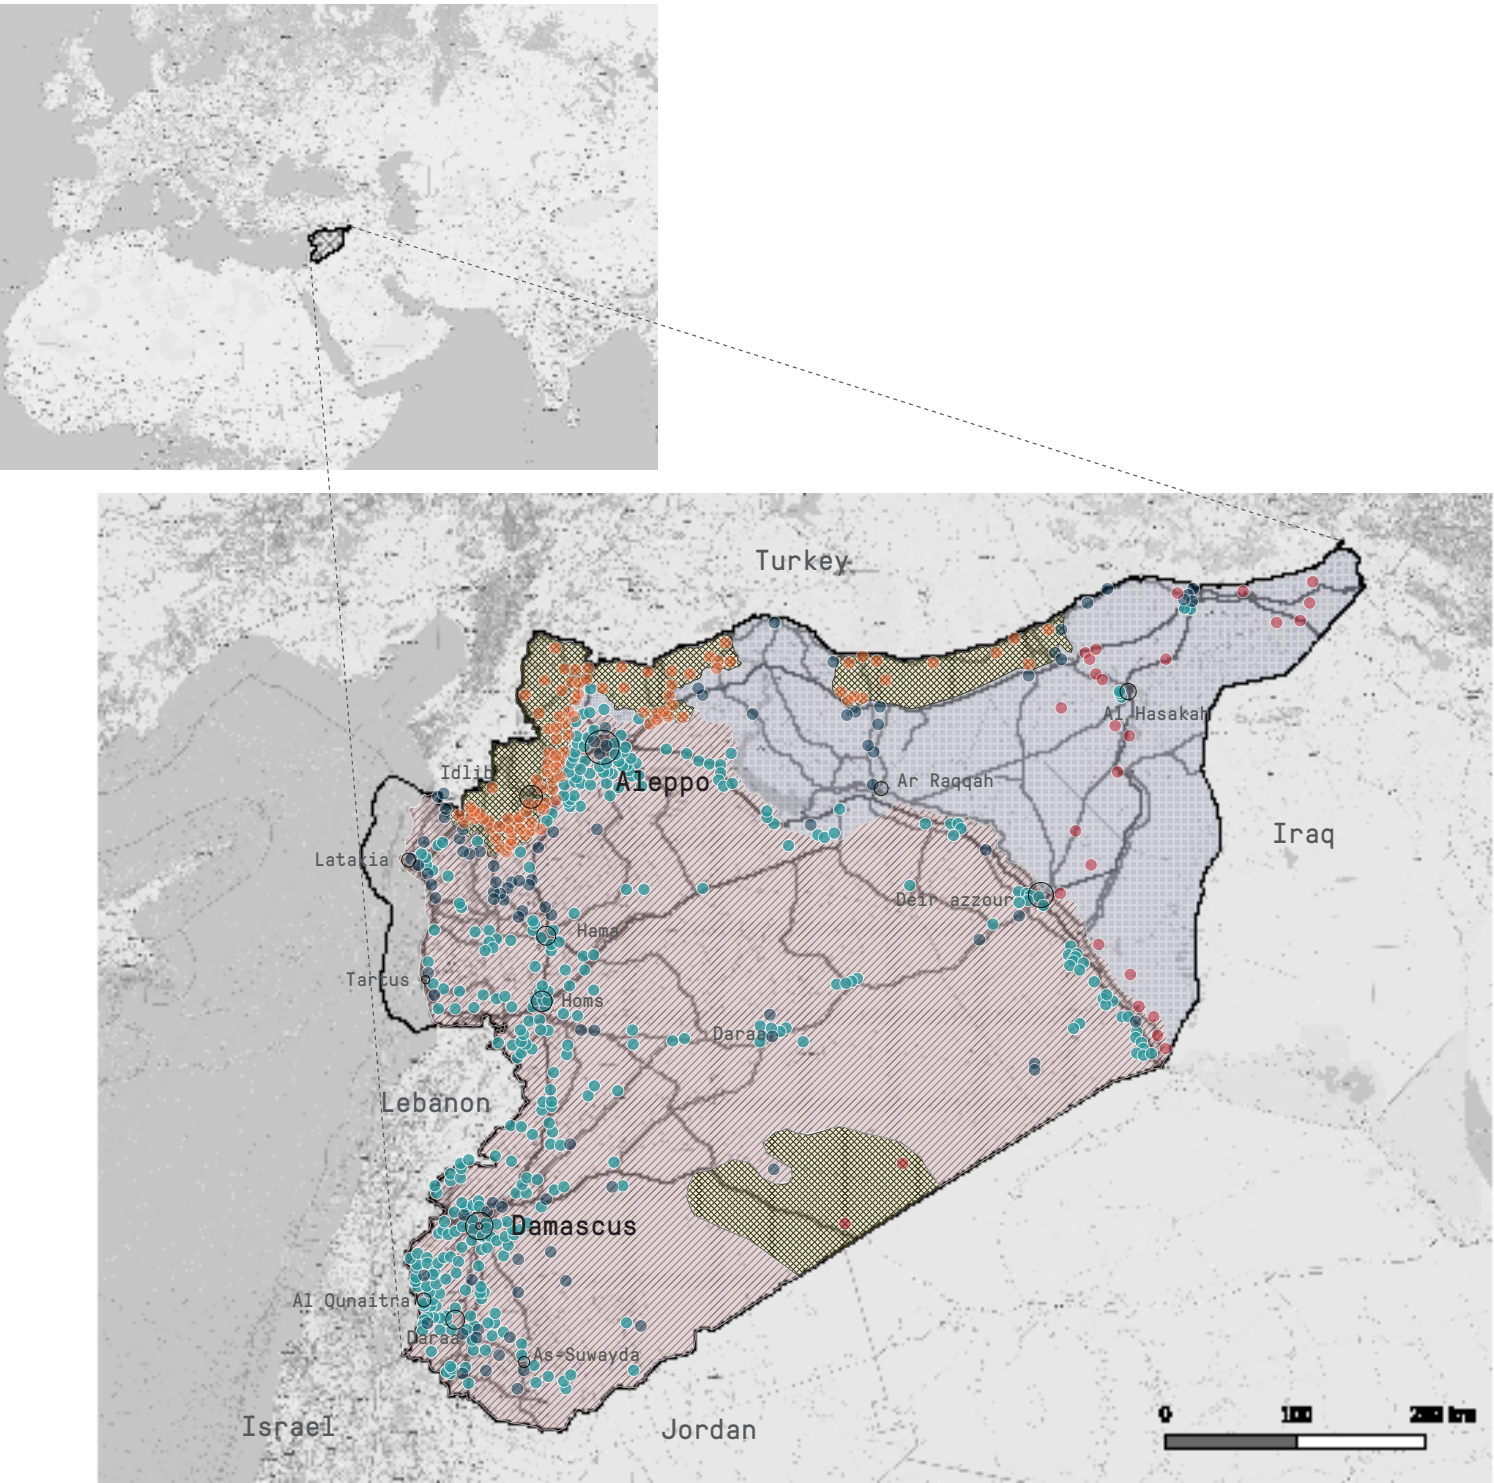 Turkey
Al Hasakah
Idlib
Aleppo
Ar Raqqah
Iraq
Latakia
Deir azzour
Hama
Tartus
Homs
Daraaa
Lebanon
Damascus
Al Qunaitra
Daraa
As-Suwayda
Israel
Jordan
0 100 200 km